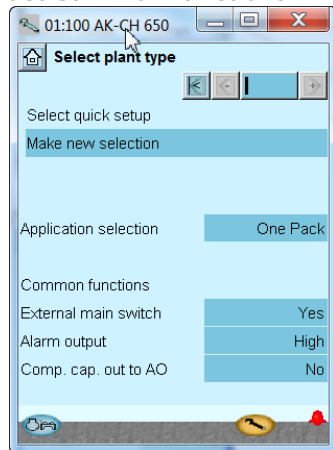 01:100 AK-CH 650
Select plant type
Select quick setup
Make new selection
Application selection One Pack
Common functions
External main switch Yes
Alarm output High
Comp. cap. out to AO No